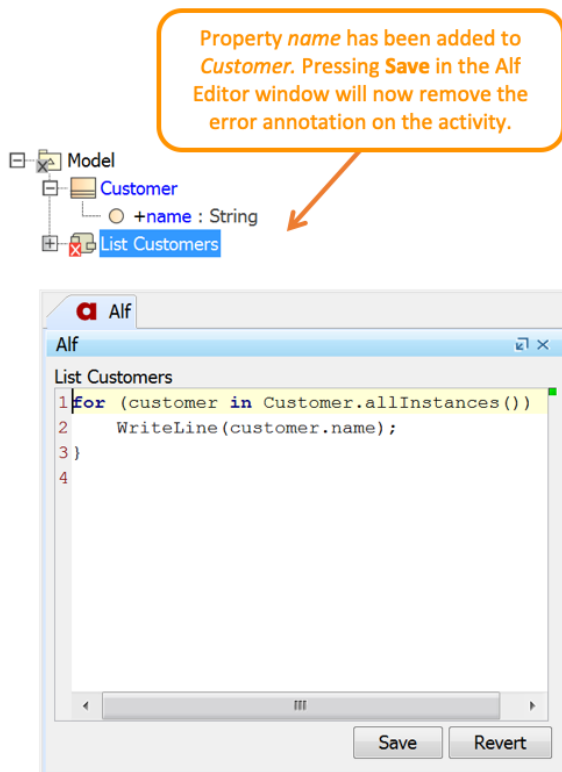 Property name has been added to
Customer. Pressing Save in the Alf
Editor window will now remove the
error annotation on the activity.
Model
Customer
+name : String
List Customers
a Alf
Alf
List Customers
1 for (customer in Customer.allInstances())
2 WriteLine(customer.name);
3 }
4
Save Revert